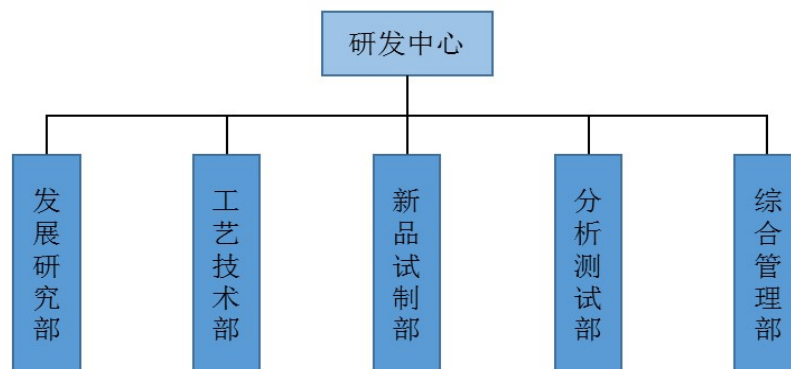 研发中心
发展研究部
工艺技术部
新品试制部
分析测试部
综合管理部